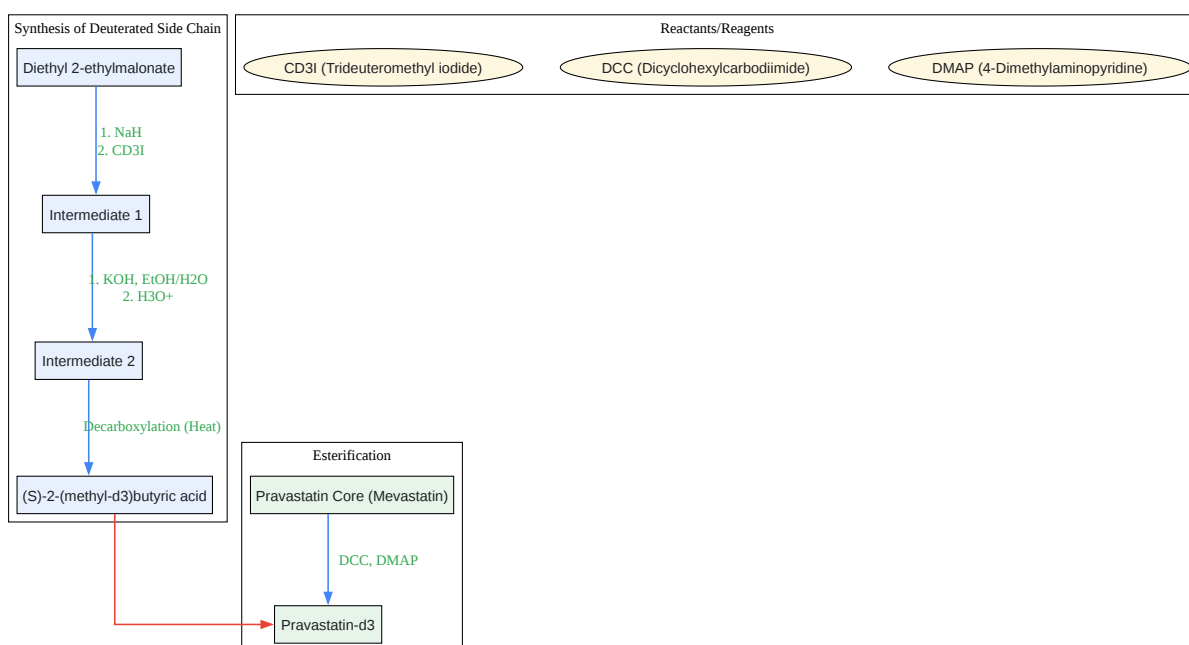 Synthesis of Deuterated Side Chain
Diethyl 2-ethylmalonate
1. NaH
2. CD3I
Intermediate 1
1. KOH, EtOH/H2O
2. H3O+
Intermediate 2
Decarboxylation (Heat)
(S)-2-(methyl-d3)butyric acid
Reactants/Reagents
CD3I (Trideuteromethyl iodide)
DCC (Dicyclohexylcarbodiimide)
DMAP (4-Dimethylaminopyridine)
Esterification
Pravastatin Core (Mevastatin)
DCC, DMAP
Pravastatin-d3